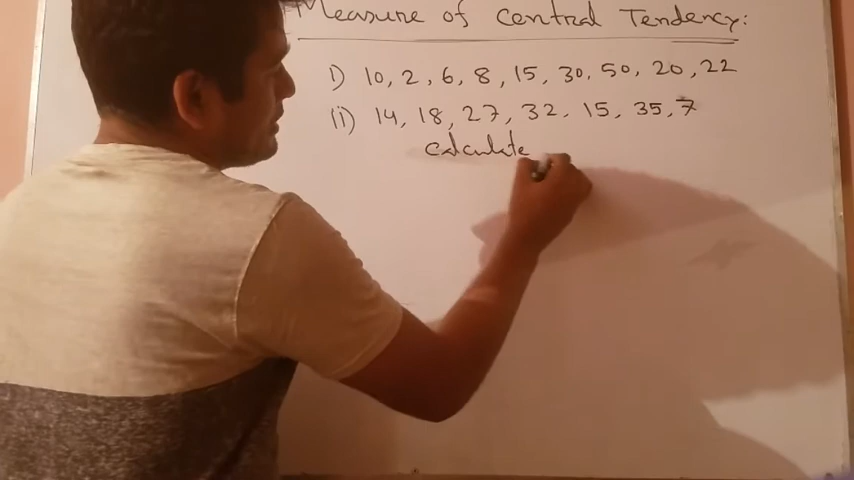 Measure of Central Tendency:
i) 10, 2, 6, 8, 15, 30, 50, 20, 22
(ii) 14, 18, 27, 32, 15, 35, 7
Calculate